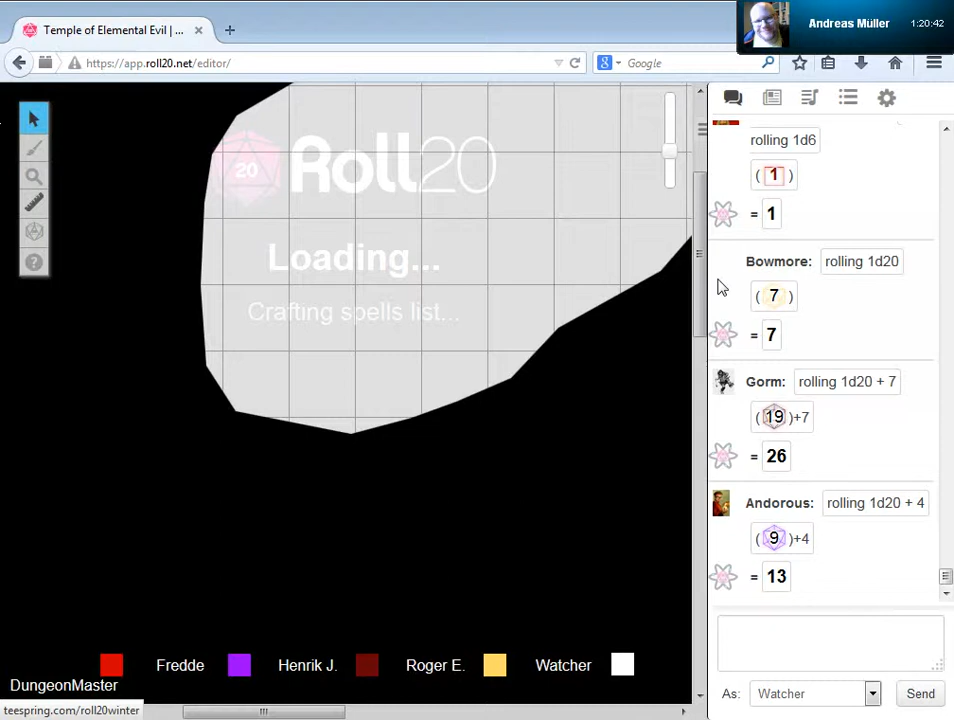 Temple of Elemental Evil | ...
Andreas Müller
1:20:42
https://app.roll20.net/editor/
Google
20
Roll20
Loading...
Crafting spells list...
rolling 1d6
( 1 )
= 1
Bowmore: rolling 1d20
( 7 )
= 7
Gorm: rolling 1d20 + 7
( 19 )+7
= 26
Andorous: rolling 1d20 + 4
( 9 )+4
= 13
Fredde
Henrik J.
Roger E.
Watcher
DungeonMaster
teespring.com/roll20winter
As: Watcher
Send